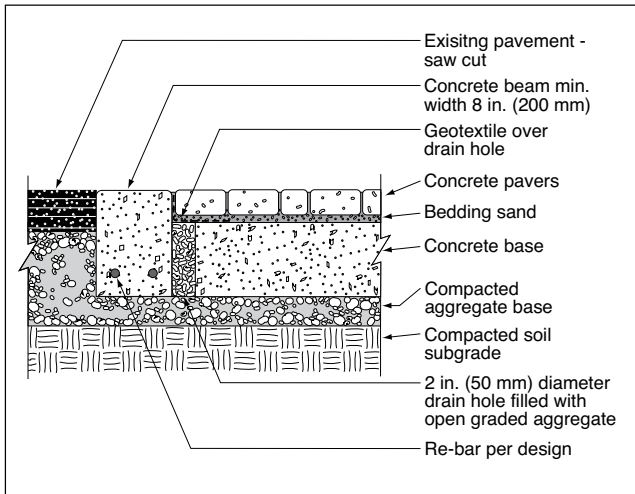 Exisitng pavement -
saw cut
Concrete beam min.
width 8 in. (200 mm)
Geotextile over
drain hole
Concrete pavers
Bedding sand
Concrete base
Compacted
aggregate base
Compacted soil
subgrade
2 in. (50 mm) diameter
drain hole filled with
open graded aggregate
Re-bar per design